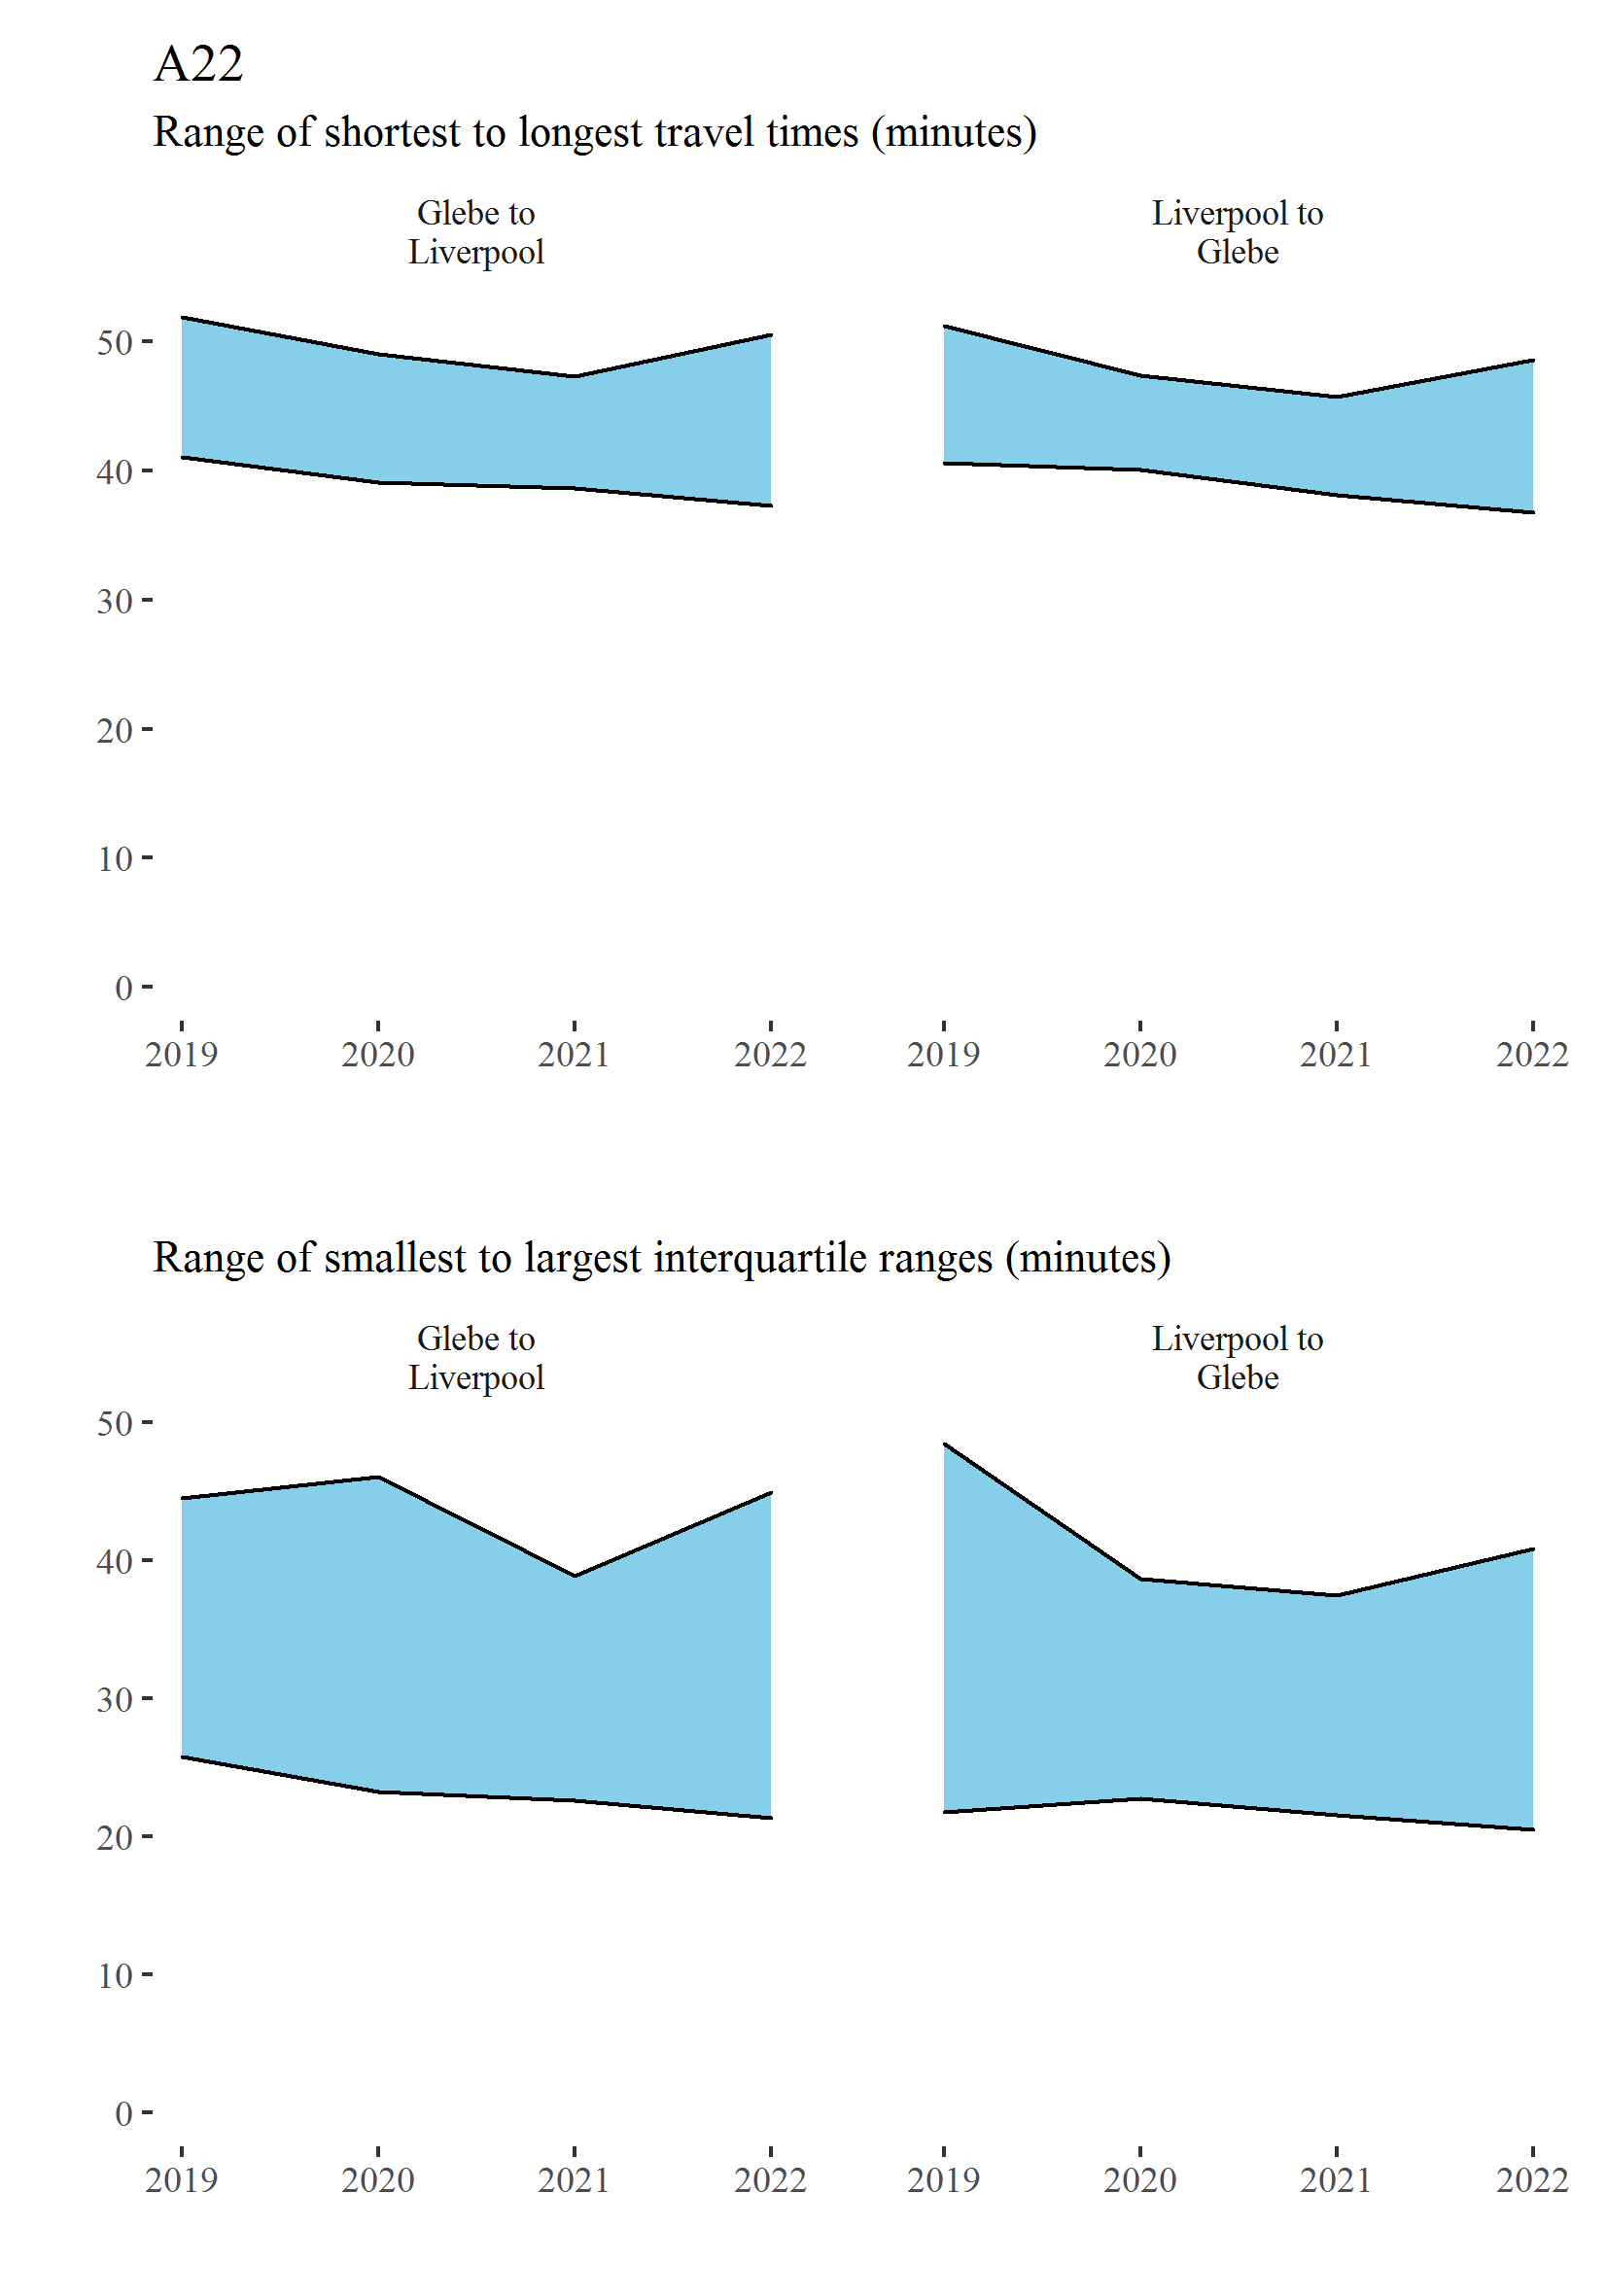 A22
Range of shortest to longest travel times (minutes)
Glebe to
Liverpool
Liverpool to
Glebe
50
40
30
20
10
0
2019 2020 2021 2022 2019 2020 2021 2022
Range of smallest to largest interquartile ranges (minutes)
Glebe to
Liverpool
Liverpool to
Glebe
50
40
30
20
10
0
2019 2020 2021 2022 2019 2020 2021 2022